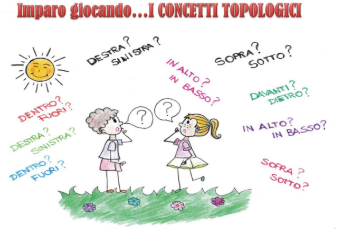 Imparo giocando...I CONCETTI TOPOLOGICI
DESTRA?
SINISTRA?
SOPRA?
SOTTO?
IN ALTO?
IN BASSO?
DENTRO?
FUORI?
?
?
DAVANTI?
DIETRO?
DESTRA?
SINISTRA?
IN ALTO?
IN BASSO?
DENTRO?
FUORI?
SOPRA?
SOTTO?